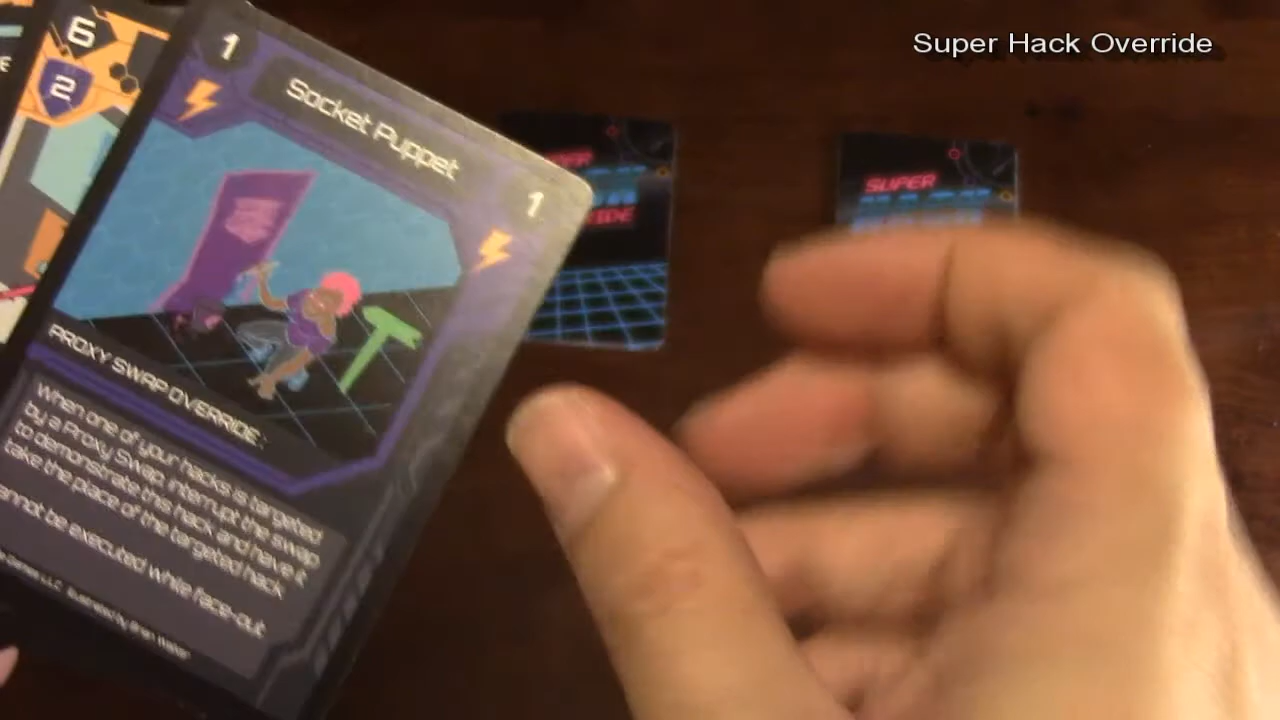 Super Hack Override
6
2
1
Socket Puppet
1
PROXY SWAP OVERRIDE:
When one of your hacks is targeted
by a Proxy Swap, interrupt the swap
to demonstrate this hack, and have it
take the place of the targeted hack.
be executed while face-out
LLC
SUPER